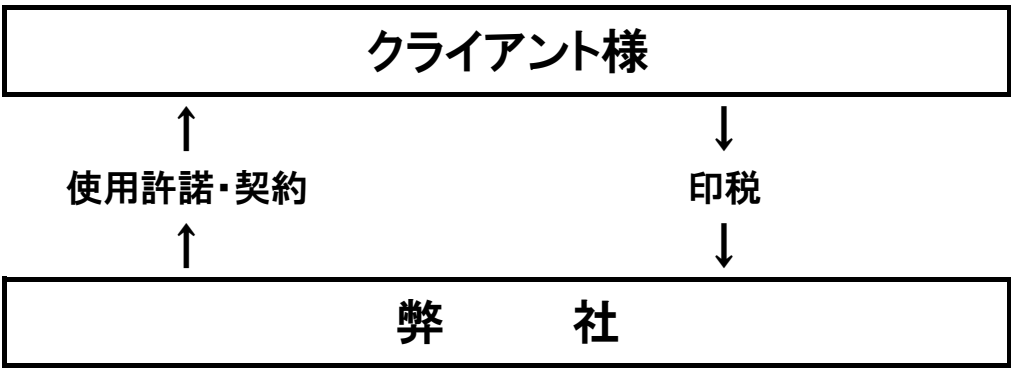 クライアント様
↑ ↓
使用許諾・契約 印税
↑ ↓
弊 社